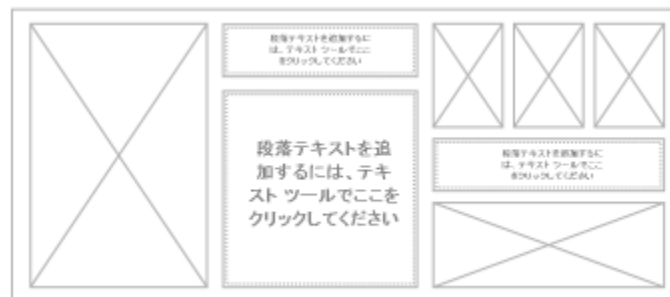 段落テキストを追加するに
は、テキスト ツールでここ
をクリックしてください
段落テキストを追
加するには、テキ
スト ツールでここを
クリックしてください
段落テキストを追加するに
は、テキスト ツールでここ
をクリックしてください